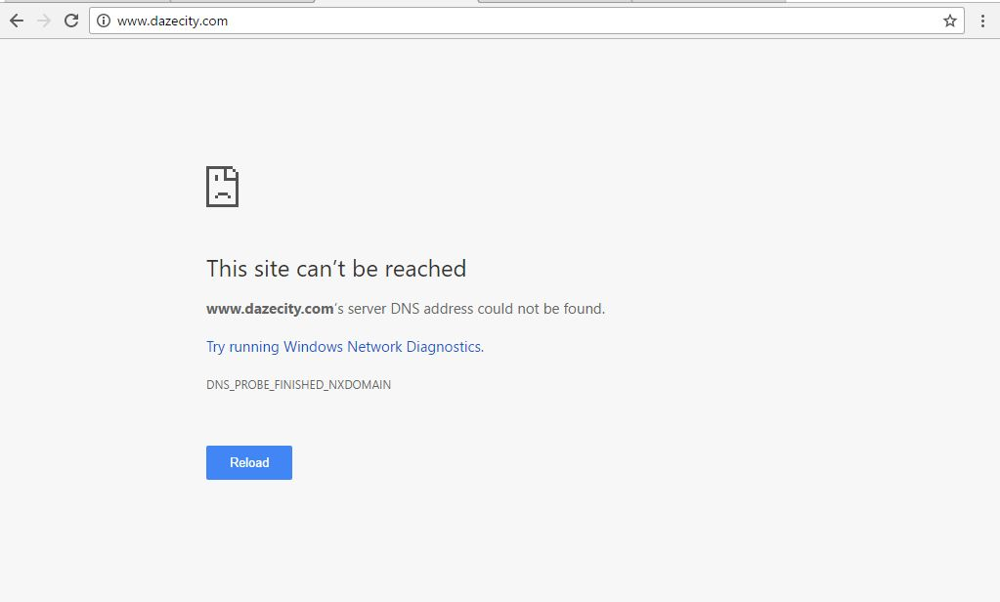 www.dazecity.com
This site can’t be reached
www.dazecity.com’s server DNS address could not be found.
Try running Windows Network Diagnostics.
DNS_PROBE_FINISHED_NXDOMAIN
Reload